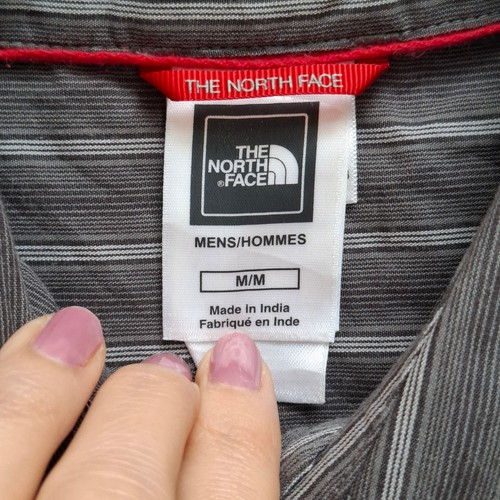 THE NORTH FACE
THE
NORTH
®FACE
MENS/HOMMES
M/M
Made in India
Fabriqué en Inde